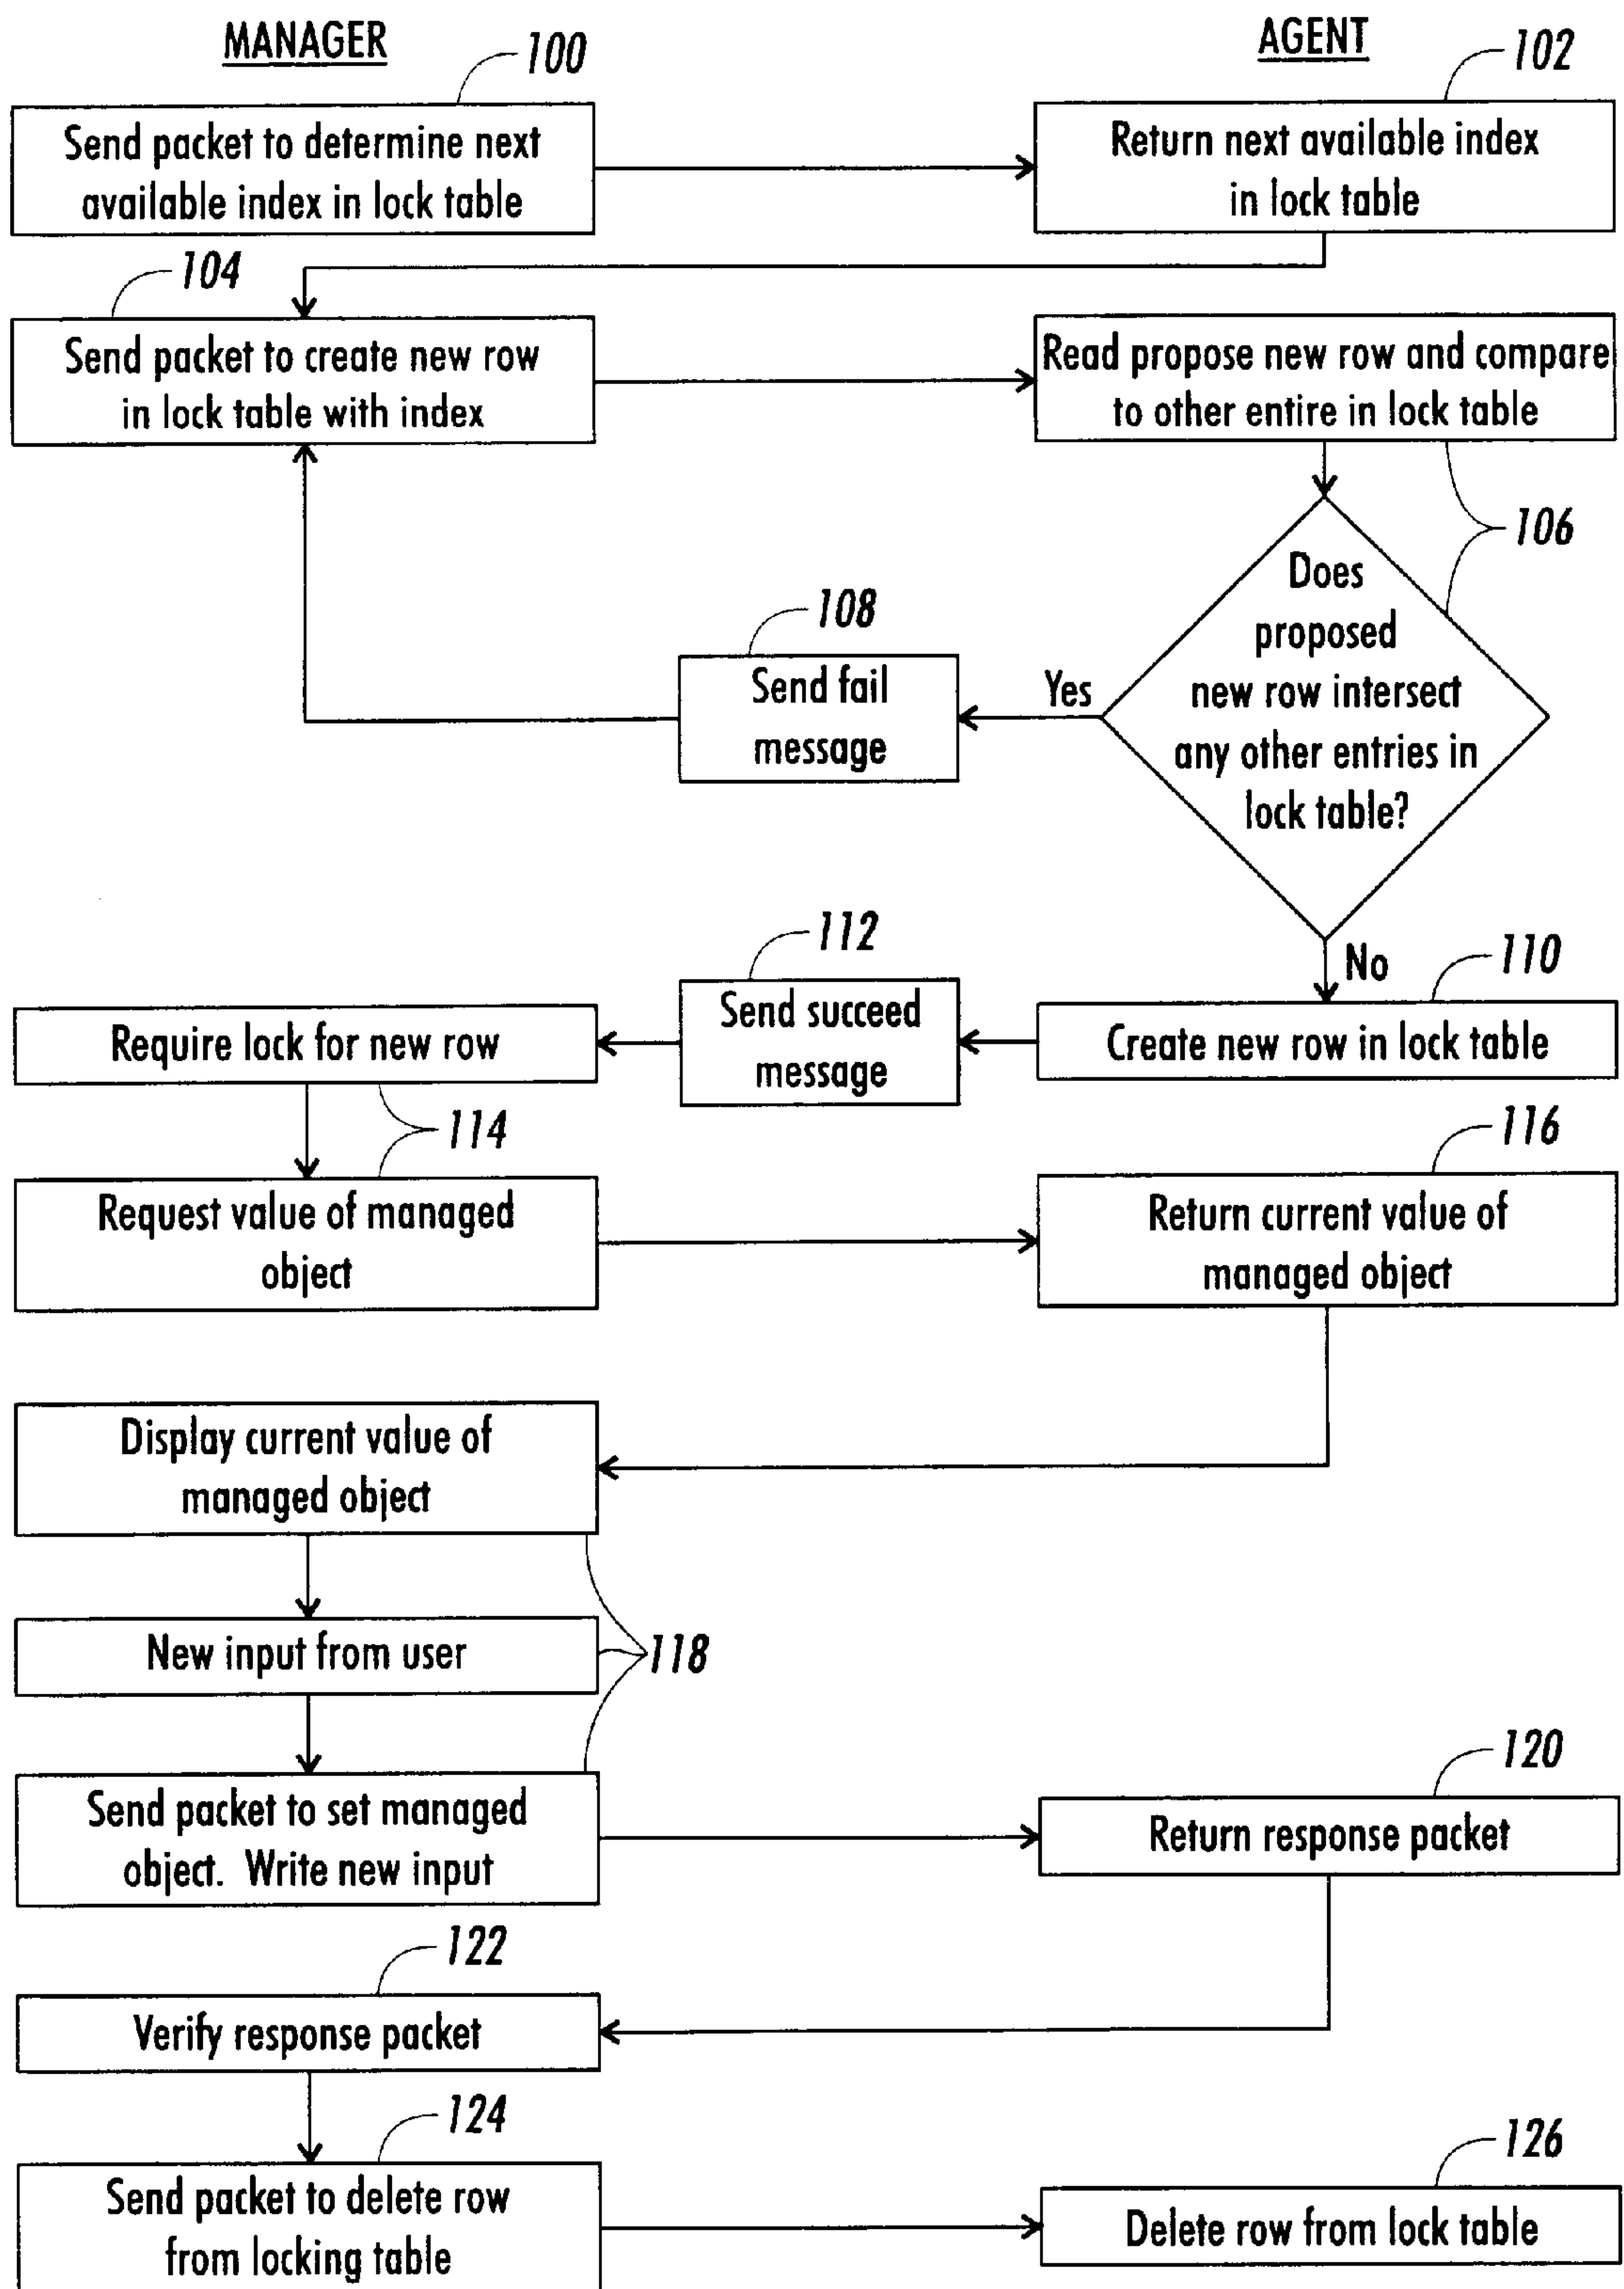 MANAGER
AGENT
100
102
Send packet to determine next
available index in lock table
Return next available index
in lock table
104
Send packet to create new row
in lock table with index
Read propose new row and compare
to other entire in lock table
106
Does
proposed
new row intersect
any other entries in
lock table?
Yes
108
Send fail
message
No
110
112
Create new row in lock table
Send succeed
message
Require lock for new row
114
116
Request value of managed
object
Return current value of
managed object
Display current value of
managed object
New input from user
118
Send packet to set managed
object. Write new input
120
Return response packet
122
Verify response packet
124
Send packet to delete row
from locking table
126
Delete row from lock table